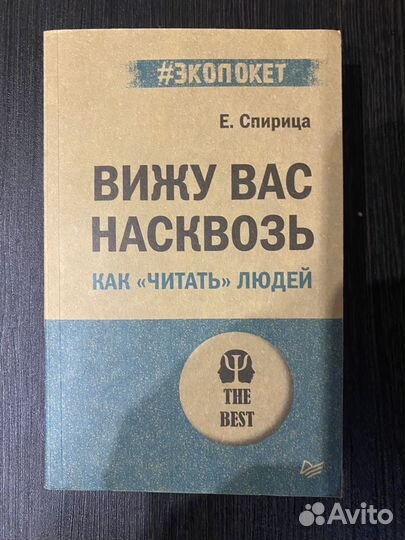 #ЭКОПОКЕТ
Е. Спирица
ВИЖУ ВАС
НАСКВОЗЬ
КАК «ЧИТАТЬ» ЛЮДЕЙ
Ψ
THE
BEST
Avito